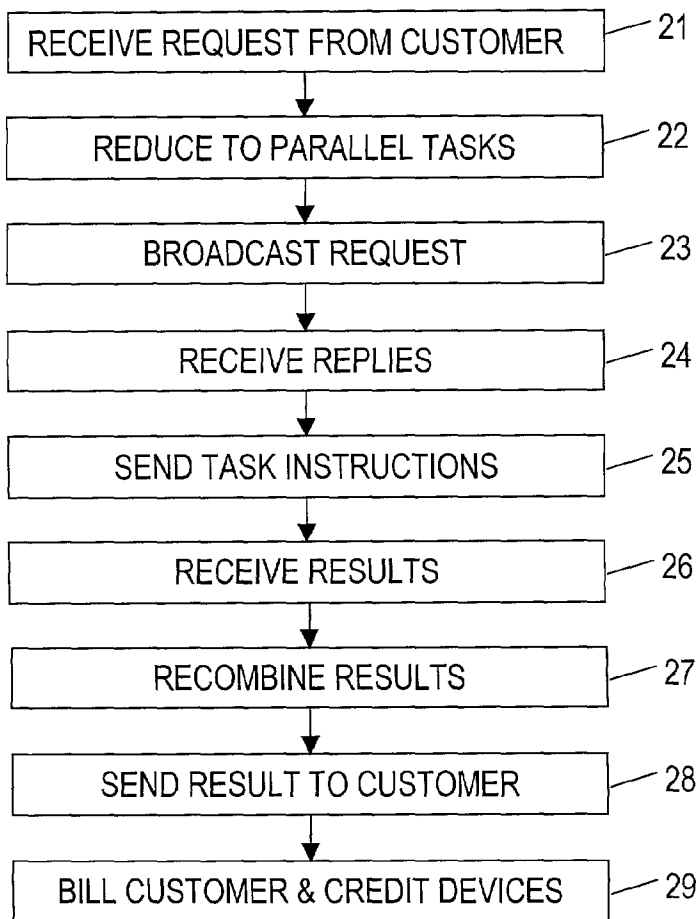 RECEIVE REQUEST FROM CUSTOMER 21
REDUCE TO PARALLEL TASKS 22
BROADCAST REQUEST 23
RECEIVE REPLIES 24
SEND TASK INSTRUCTIONS 25
RECEIVE RESULTS 26
RECOMBINE RESULTS 27
SEND RESULT TO CUSTOMER 28
BILL CUSTOMER & CREDIT DEVICES 29